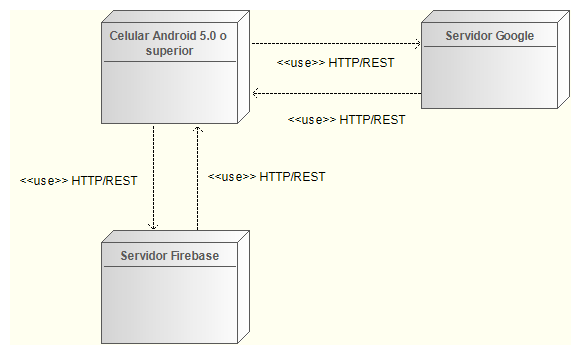 Celular Android 5.0 o
superior
Servidor Google
<<use>> HTTP/REST
<<use>> HTTP/REST
<<use>> HTTP/REST
<<use>> HTTP/REST
Servidor Firebase